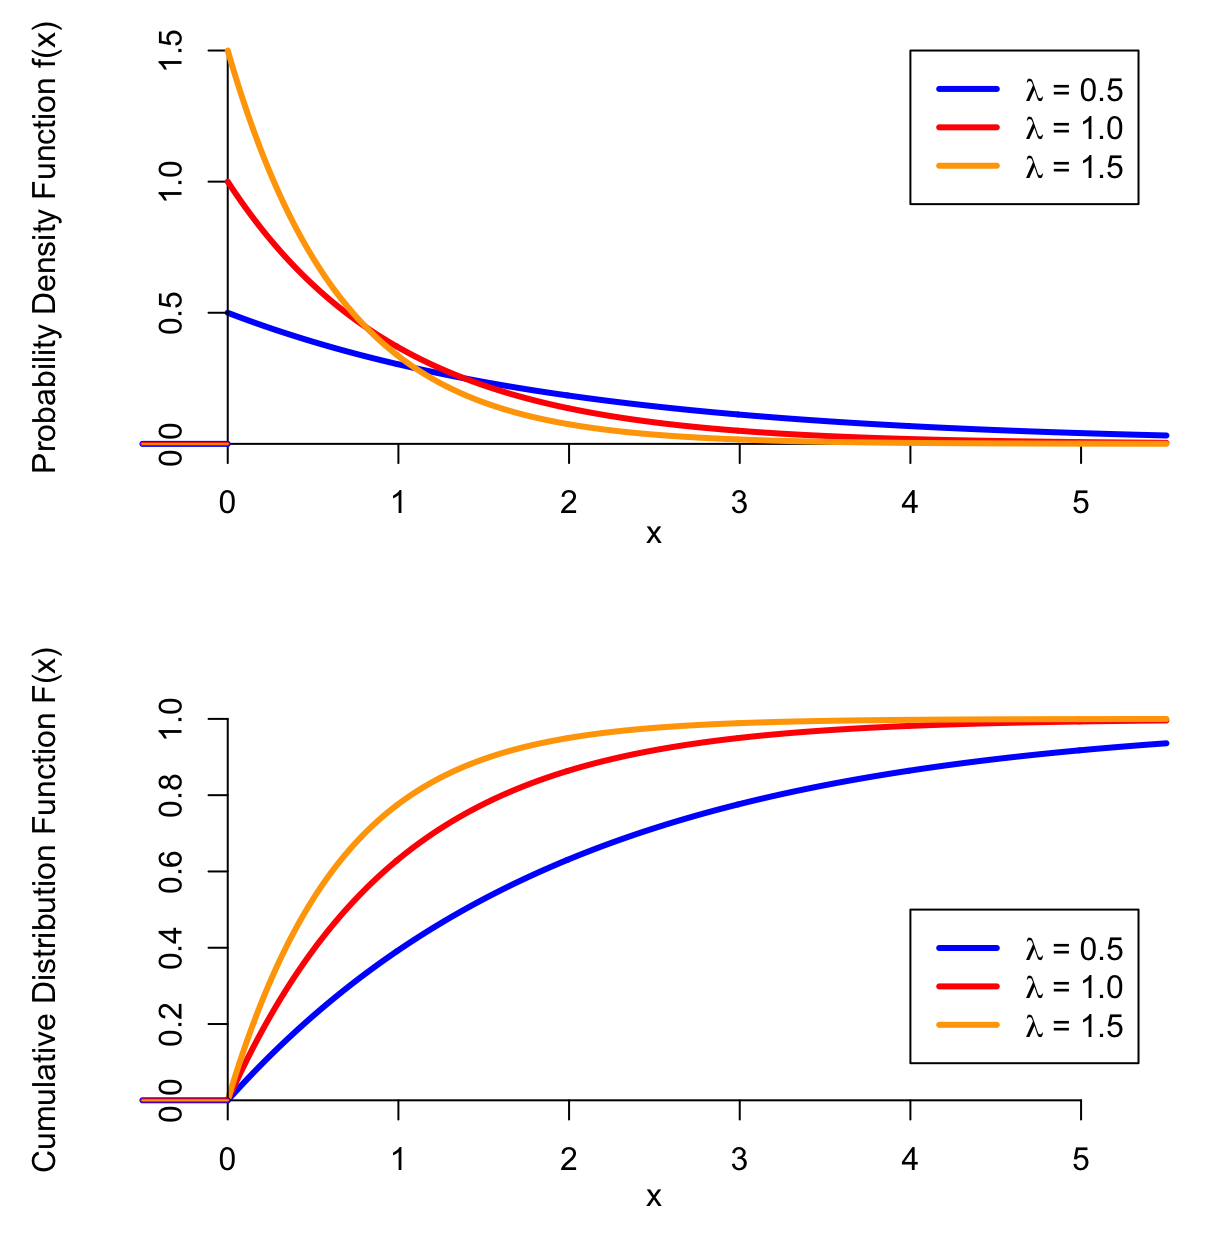 Probability Density Function f(x)
1.5
1.0
0.5
0.0
0 1 2 3 4 5
x
λ = 0.5
λ = 1.0
λ = 1.5
Cumulative Distribution Function F(x)
1.0
0.8
0.6
0.4
0.2
0.0
0 1 2 3 4 5
x
λ = 0.5
λ = 1.0
λ = 1.5